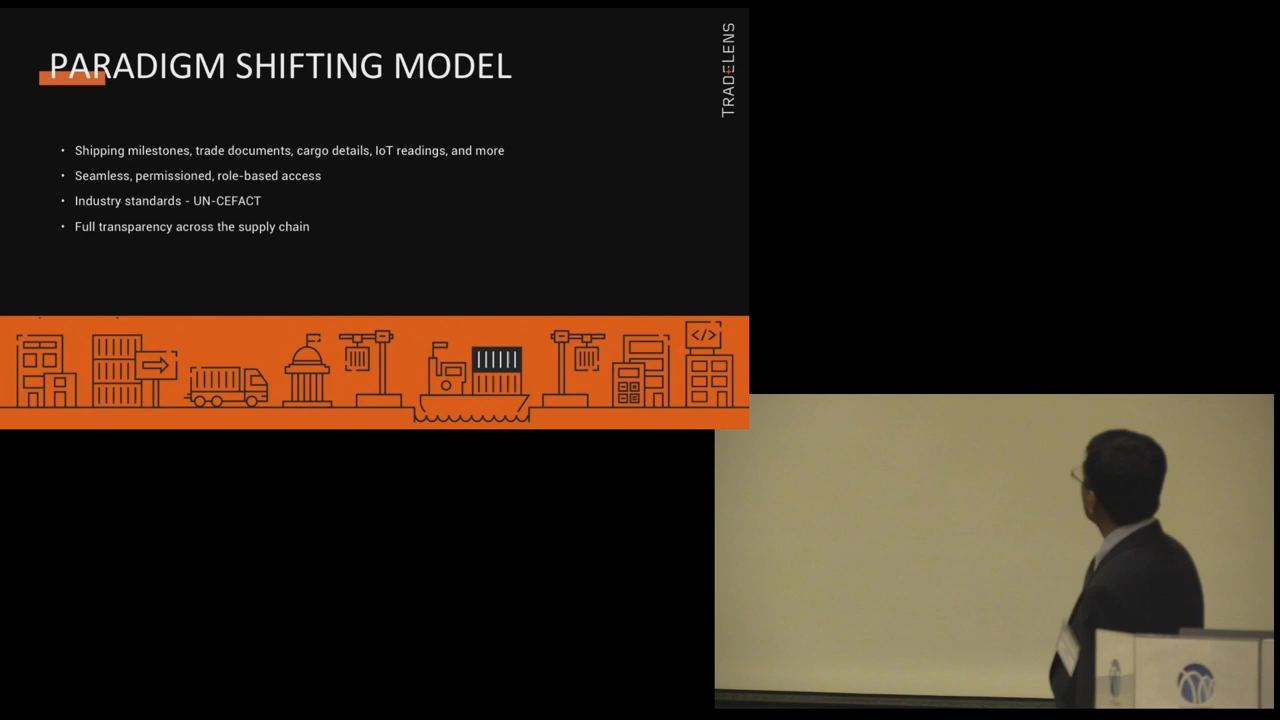 PARADIGM SHIFTING MODEL
TRADELENS
• Shipping milestones, trade documents, cargo details, IoT readings, and more
• Seamless, permissioned, role-based access
• Industry standards - UN-CEFACT
• Full transparency across the supply chain
</>